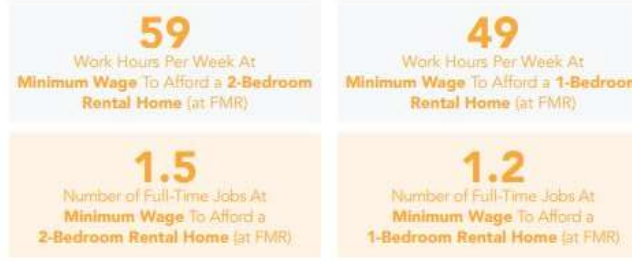 59
Work Hours Per Week At
Minimum Wage To Afford a 2-Bedroom
Rental Home (at FMR)
49
Work Hours Per Week At
Minimum Wage To Afford a 1-Bedroom
Rental Home (at FMR)
1.5
Number of Full-Time Jobs At
Minimum Wage To Afford a
2-Bedroom Rental Home (at FMR)
1.2
Number of Full-Time Jobs At
Minimum Wage To Afford a
1-Bedroom Rental Home (at FMR)